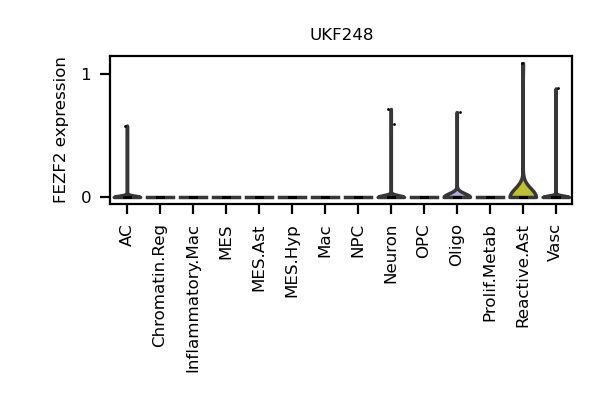 UKF248
FEZF2 expression
1
0
AC
Chromatin.Reg
Inflammatory.Mac
MES
MES.Ast
MES.Hyp
Mac
NPC
Neuron
OPC
Oligo
Prolif.Metab
Reactive.Ast
Vasc